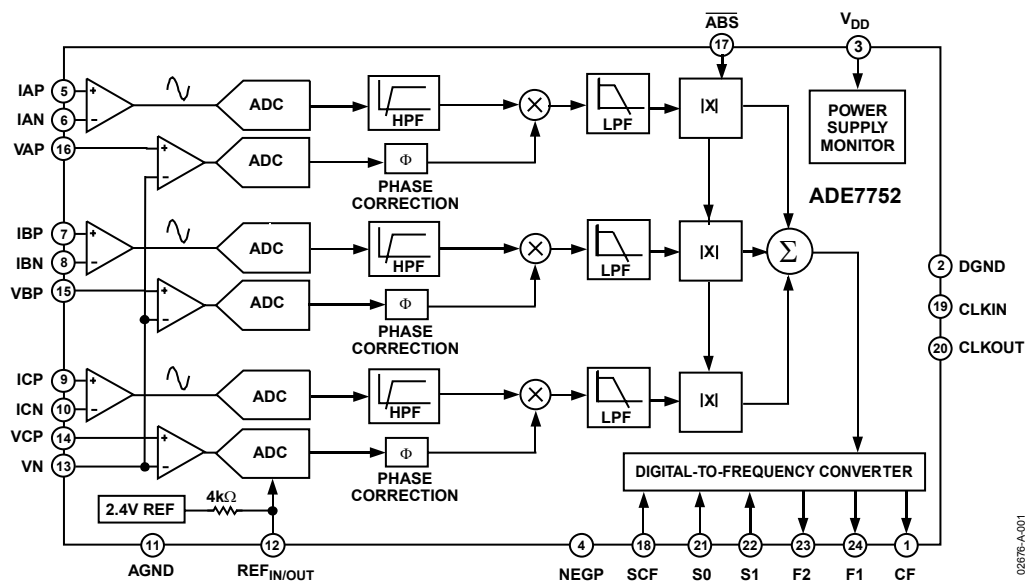 ABS
VDD
17
3
IAP 5 + ADC HPF × LPF |X| POWER SUPPLY MONITOR
IAN 6 −
VAP 16 + − ADC Φ
PHASE CORRECTION
ADE7752
IBP 7 + ADC HPF × LPF |X| Σ
IBN 8 −
2 DGND
VBP 15 + − ADC Φ
19 CLKIN
PHASE CORRECTION
20 CLKOUT
ICP 9 + ADC HPF × LPF |X|
ICN 10 −
VCP 14 + ADC Φ
VN 13 −
PHASE CORRECTION
DIGITAL-TO-FREQUENCY CONVERTER
2.4V REF 4kΩ
11 12 4 18 21 22 23 24 1
AGND REFIN/OUT NEGP SCF S0 S1 F2 F1 CF
02676-A-001